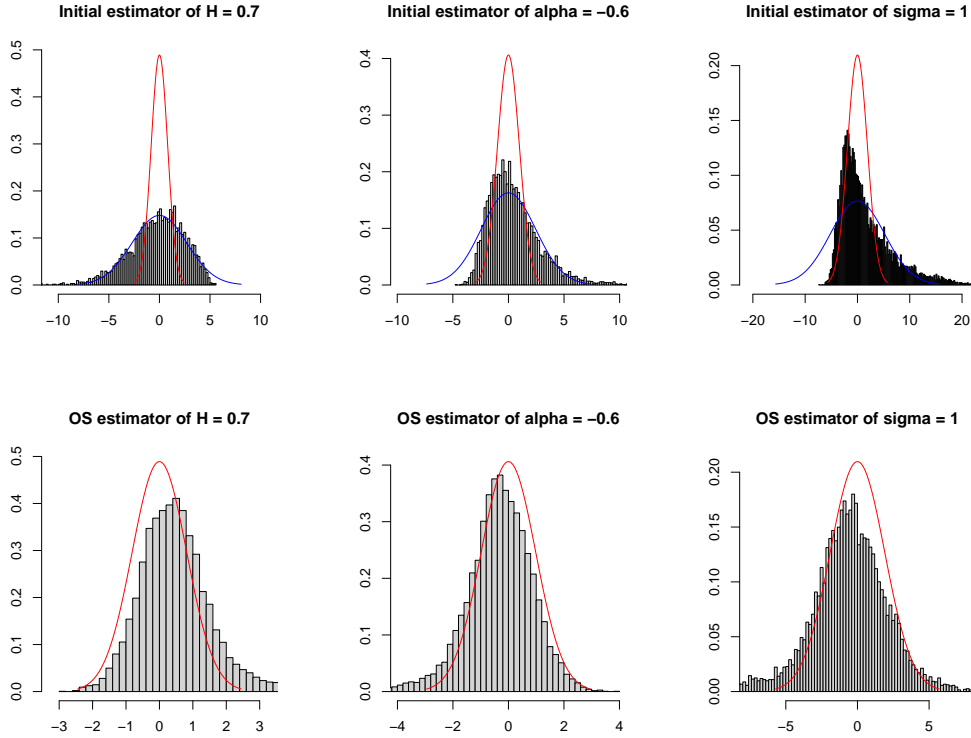 Initial estimator of H = 0.7
Initial estimator of alpha = −0.6
Initial estimator of sigma = 1
0.5
0.4
0.3
0.2
0.1
0.0
−10 −5 0 5 10
0.4
0.3
0.2
0.1
0.0
−10 −5 0 5 10
0.20
0.15
0.10
0.05
0.00
−20 −10 0 10 20
OS estimator of H = 0.7
OS estimator of alpha = −0.6
OS estimator of sigma = 1
0.5
0.4
0.3
0.2
0.1
0.0
−3 −2 −1 0 1 2 3
0.4
0.3
0.2
0.1
0.0
−4 −2 0 2 4
0.20
0.15
0.10
0.05
0.00
−5 0 5